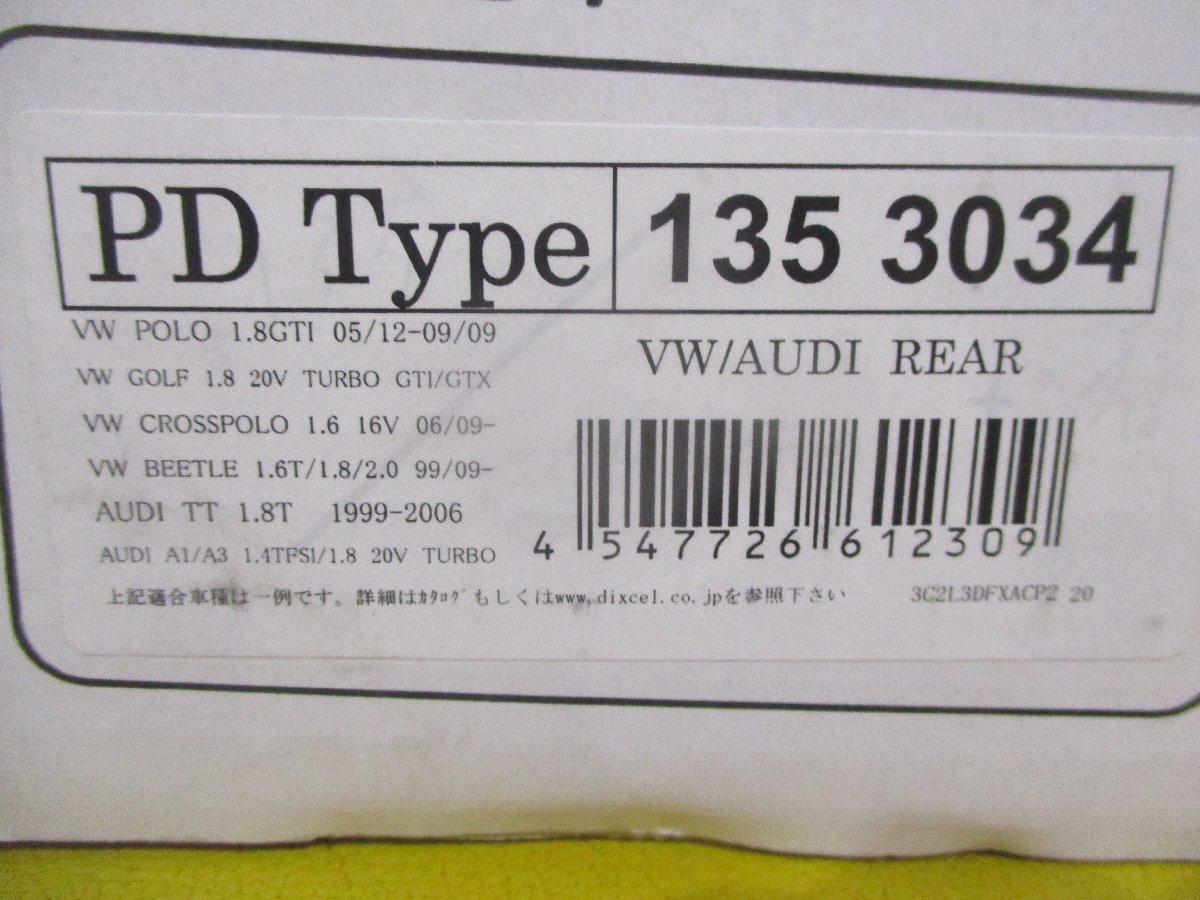 PD Type
135 3034
VW POLO 1.8GTI 05/12-09/09
VW GOLF 1.8 20V TURBO GTI/GTX
VW CROSSPOLO 1.6 16V 06/09-
VW BEETLE 1.6T/1.8/2.0 99/09-
AUDI TT 1.8T 1999-2006
AUDI A1/A3 1.4TFSI/1.8 20V TURBO
VW/AUDI REAR
4 547726 612309
上記適合車種は一例です。詳細はｶﾀﾛｸﾞもしくはwww.dixcel.co.jpを参照下さい
3C2L3DFXACP2 20